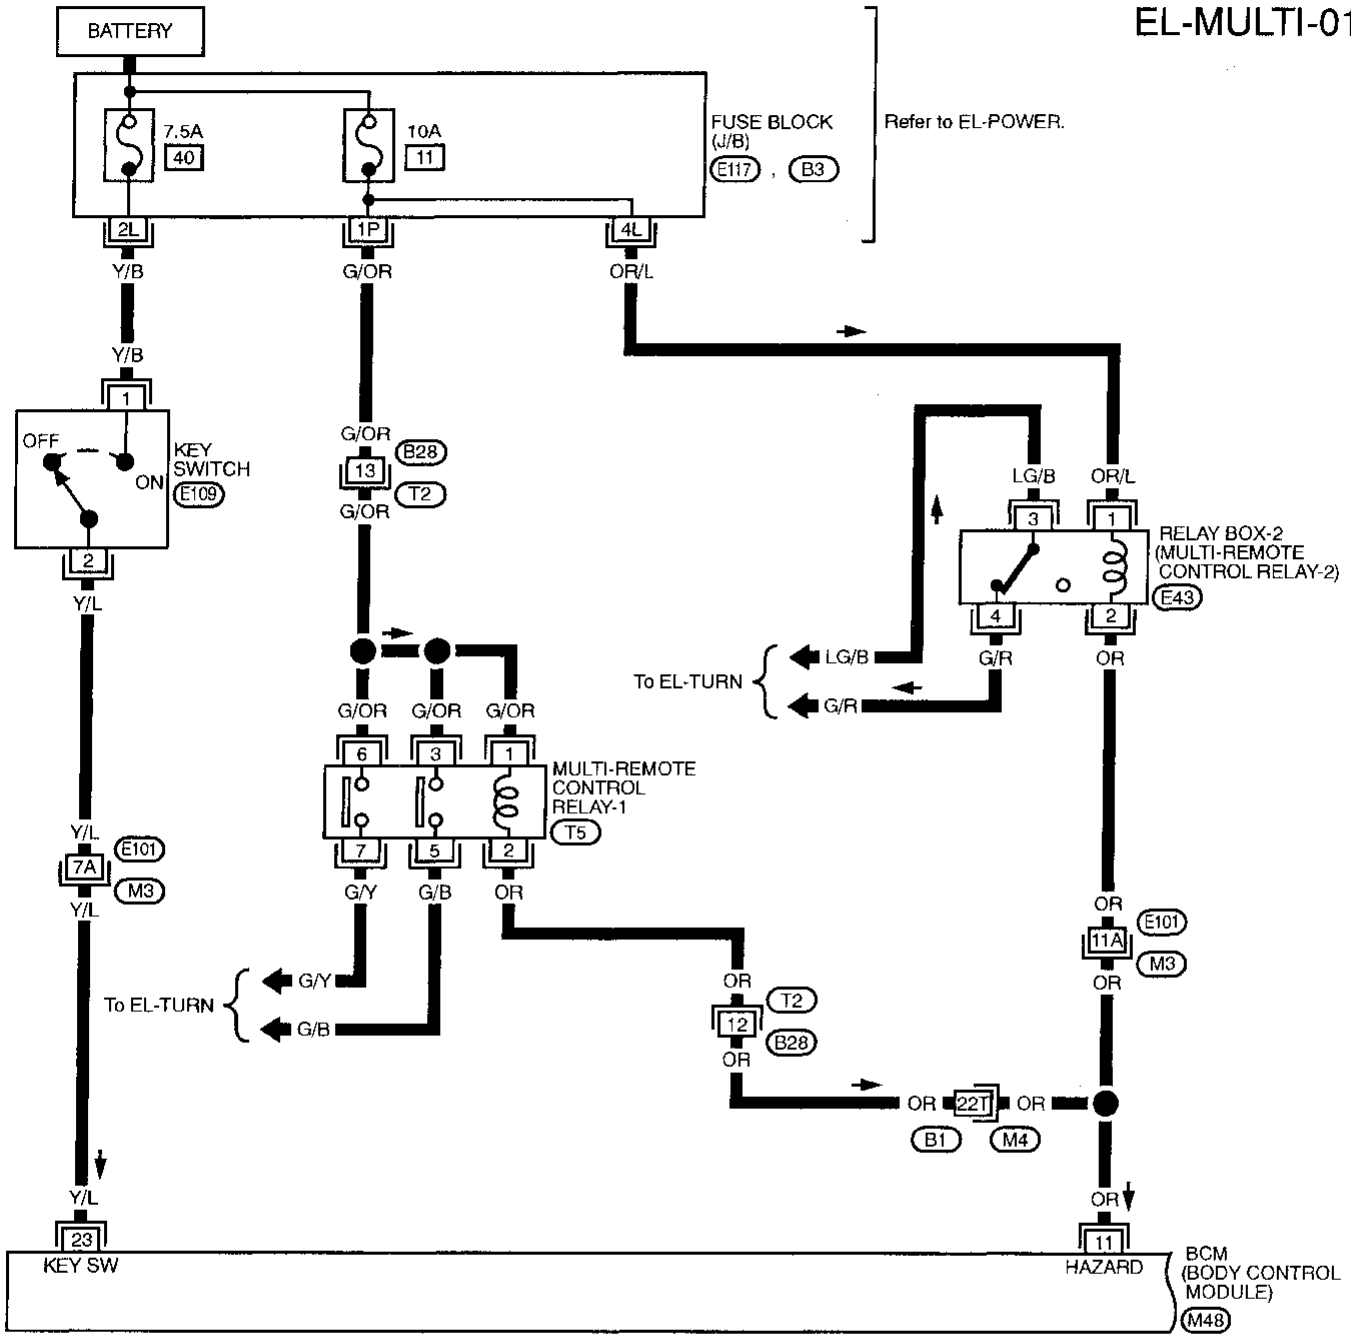 EL-MULTI-01
BATTERY
7.5A
40
10A
11
FUSE BLOCK
(J/B)
E117 , B3
Refer to EL-POWER.
2L
1P
4L
Y/B
G/OR
OR/L
Y/B
1
OFF
ON
KEY
SWITCH
E109
2
Y/L
G/OR
B28
13
T2
G/OR
LG/B
OR/L
3
1
RELAY BOX-2
(MULTI-REMOTE
CONTROL RELAY-2)
E43
4
2
G/R
OR
To EL-TURN
LG/B
G/R
G/OR
G/OR
G/OR
6
3
1
MULTI-REMOTE
CONTROL
RELAY-1
T5
7
5
2
G/Y
G/B
OR
Y/L
E101
7A
M3
Y/L
OR
E101
11A
M3
OR
To EL-TURN
G/Y
G/B
OR
T2
12
B28
OR
OR
22T
OR
B1
M4
Y/L
OR
23
11
KEY SW
HAZARD
BCM
(BODY CONTROL
MODULE)
M48